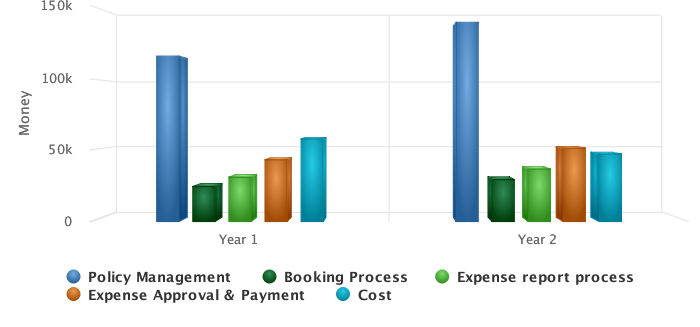 150k
100k
50k
0
Money
Year 1
Year 2
Policy Management Booking Process Expense report process
Expense Approval & Payment Cost